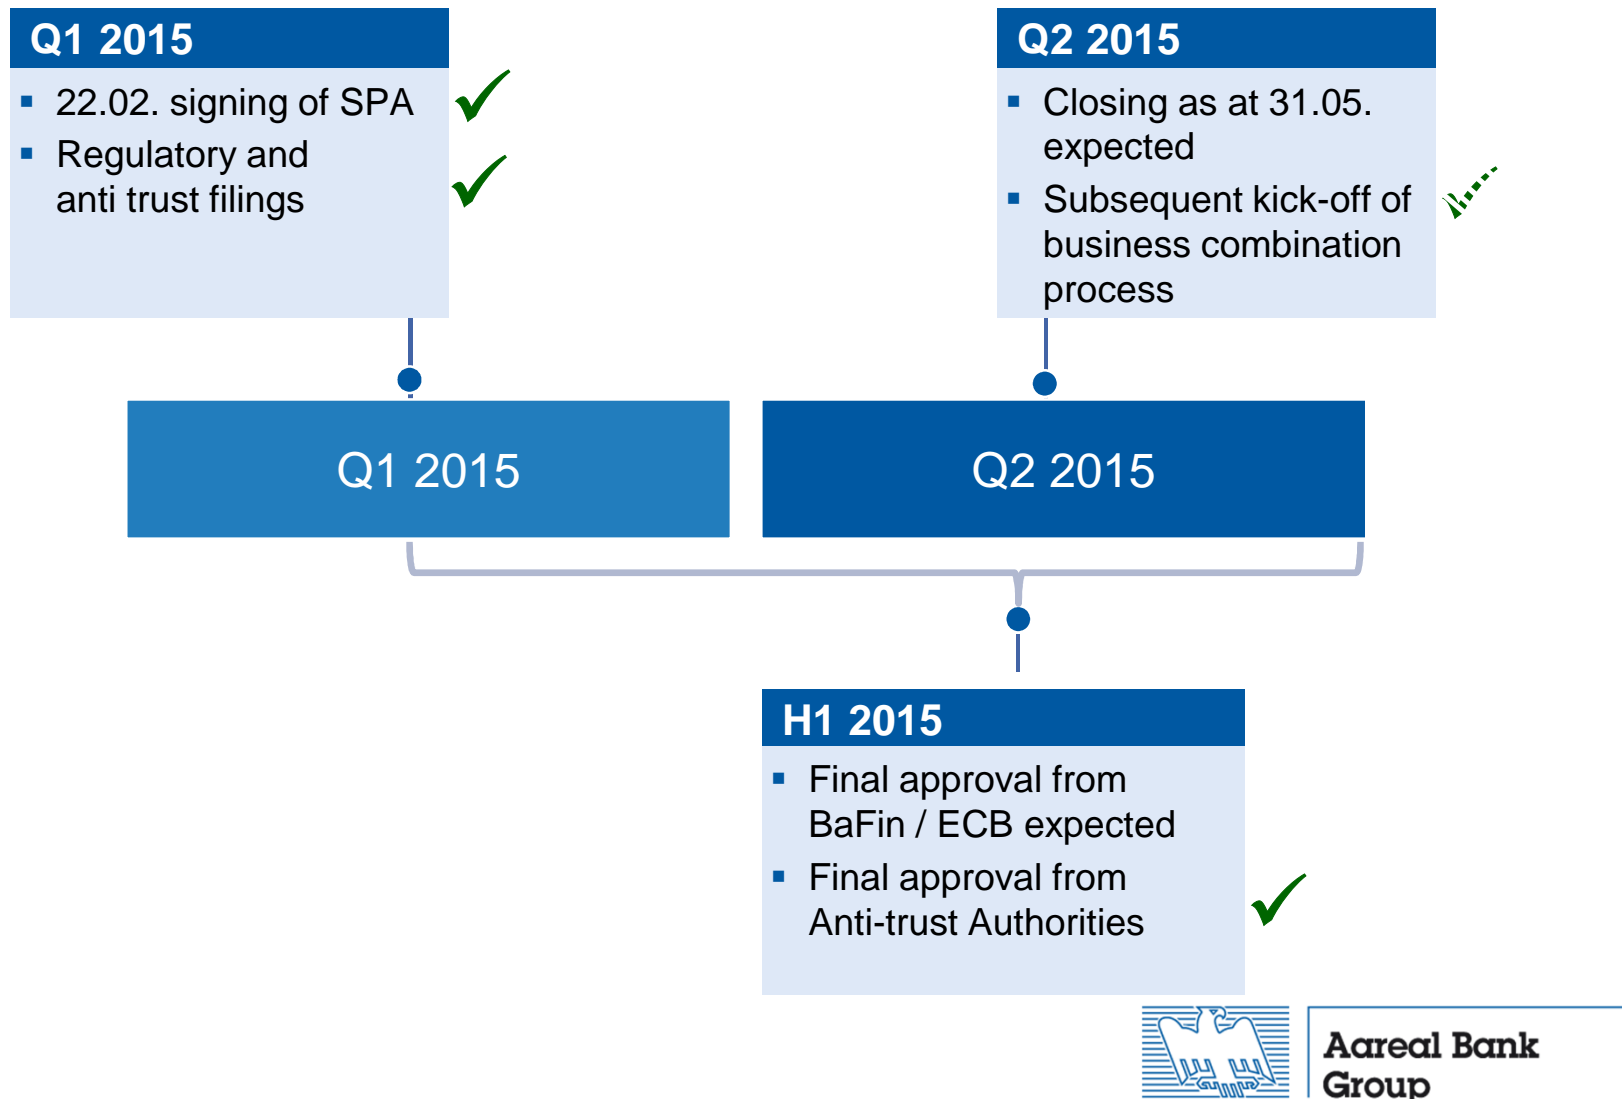 Q1 2015
22.02. signing of SPA
Regulatory and
anti trust filings
Q2 2015
Closing as at 31.05.
expected
Subsequent kick-off of
business combination
process
Q1 2015
Q2 2015
H1 2015
Final approval from
BaFin / ECB expected
Final approval from
Anti-trust Authorities
Aareal Bank
Group